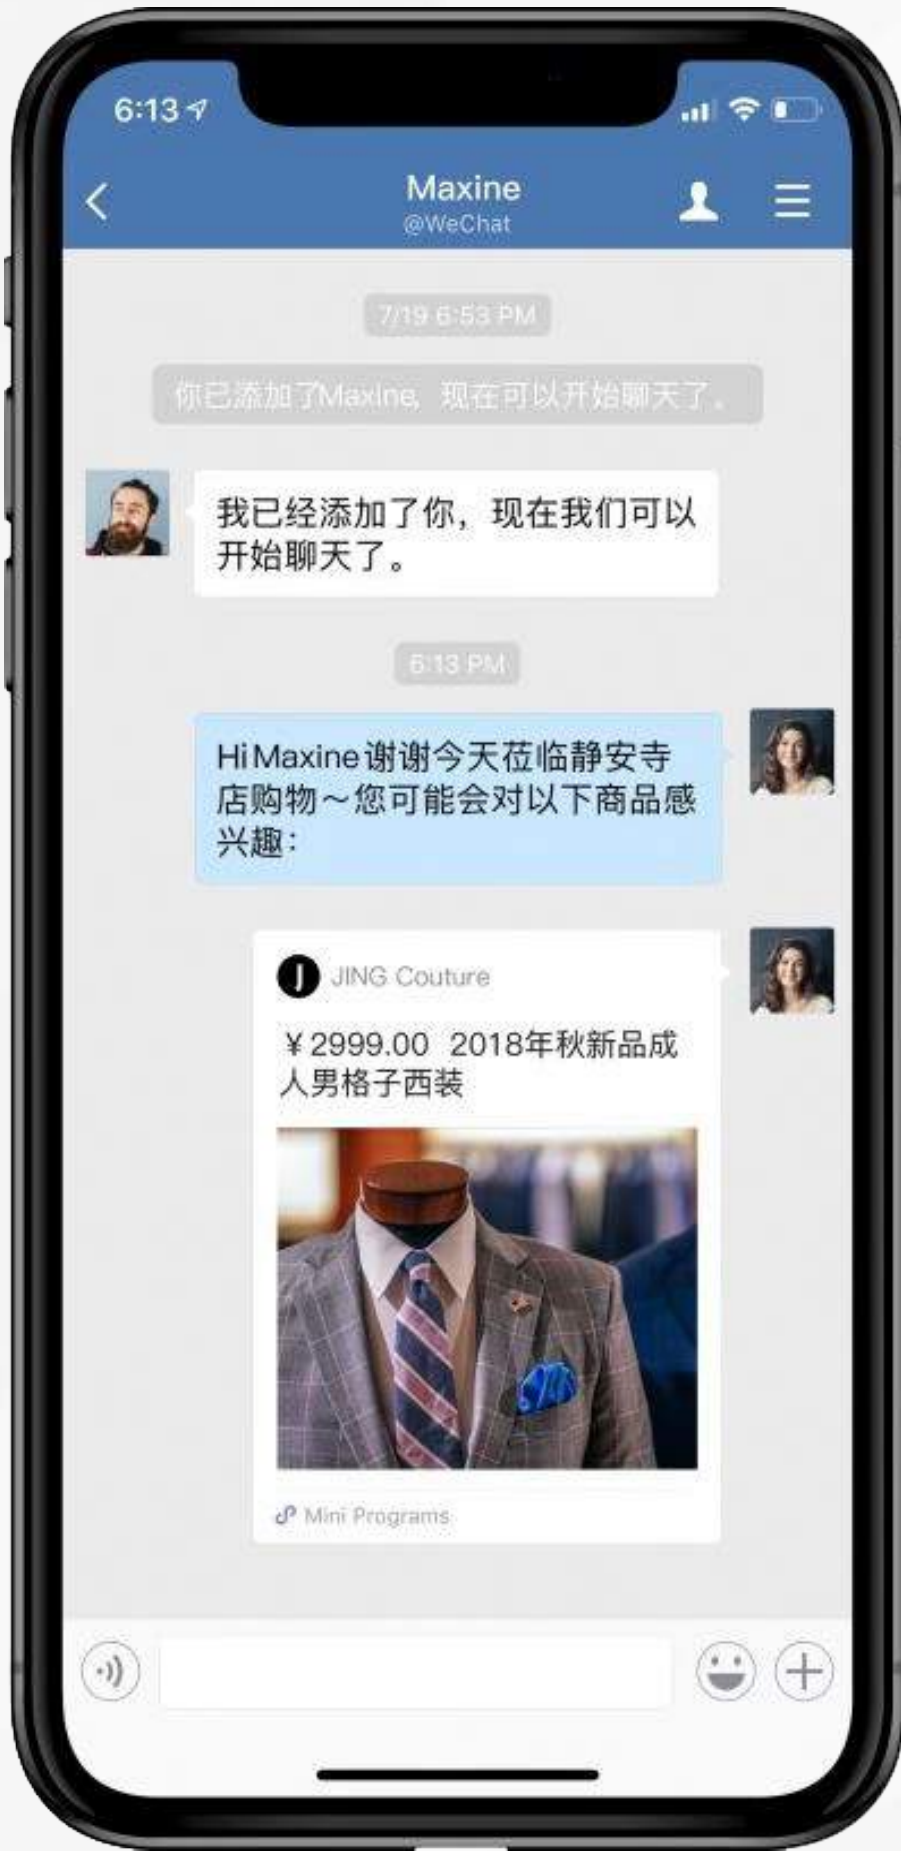 6:13
Maxine
@WeChat
7/19 6:53 PM
你已添加了Maxine，现在可以开始聊天了。
我已经添加了你，现在我们可以
开始聊天了。
6:13 PM
Hi Maxine 谢谢今天莅临静安寺
店购物～您可能会对以下商品感
兴趣：
J JING Couture
¥2999.00 2018年秋新品成
人男格子西装
Mini Programs